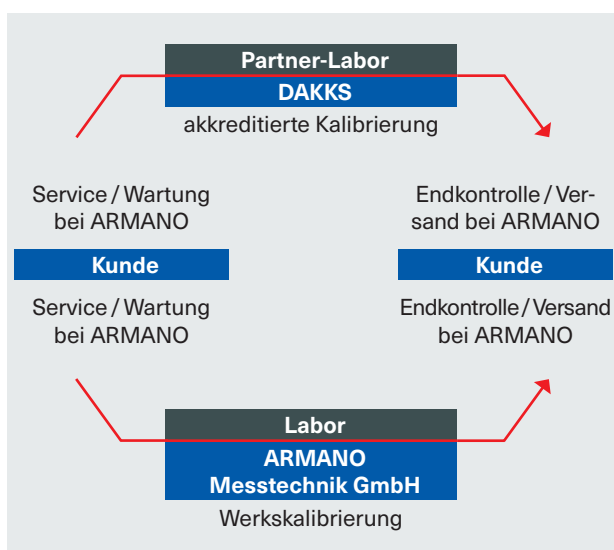 Partner-Labor
DAKKS
akkreditierte Kalibrierung
Service / Wartung
bei ARMANO
Endkontrolle / Ver-
sand bei ARMANO
Kunde
Kunde
Service / Wartung
bei ARMANO
Endkontrolle / Versand
bei ARMANO
Labor
ARMANO
Messtechnik GmbH
Werkskalibrierung